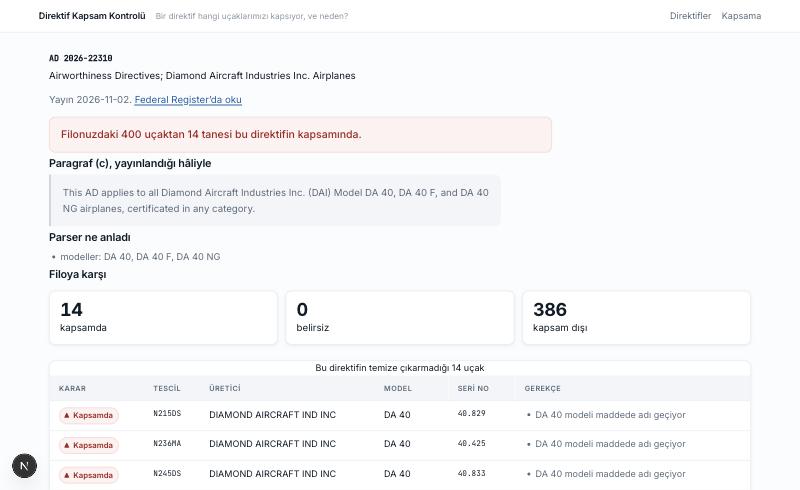 Direktif Kapsam Kontrolü Bir direktif hangi uçaklarımızı kapsıyor, ve neden? Direktifler Kapsama
AD 2026-22310
Airworthiness Directives; Diamond Aircraft Industries Inc. Airplanes
Yayın 2026-11-02. Federal Register'da oku
Filonuzdaki 400 uçaktan 14 tanesi bu direktifin kapsamında.
Paragraf (c), yayınlandığı hâliyle
This AD applies to all Diamond Aircraft Industries Inc. (DAI) Model DA 40, DA 40 F, and DA 40
NG airplanes, certificated in any category.
Parser ne anladı
• modeller: DA 40, DA 40 F, DA 40 NG
Filoya karşı
14 0 386
kapsamda belirsiz kapsam dışı
Bu direktifin temize çıkarmadığı 14 uçak
KARAR TESCİL ÜRETİCİ MODEL SERİ NO GEREKÇE
▲ Kapsamda N215DS DIAMOND AIRCRAFT IND INC DA 40 40.829 • DA 40 modeli maddede adı geçiyor
▲ Kapsamda N236MA DIAMOND AIRCRAFT IND INC DA 40 40.425 • DA 40 modeli maddede adı geçiyor
▲ Kapsamda N245DS DIAMOND AIRCRAFT IND INC DA 40 40.833 • DA 40 modeli maddede adı geçiyor
N